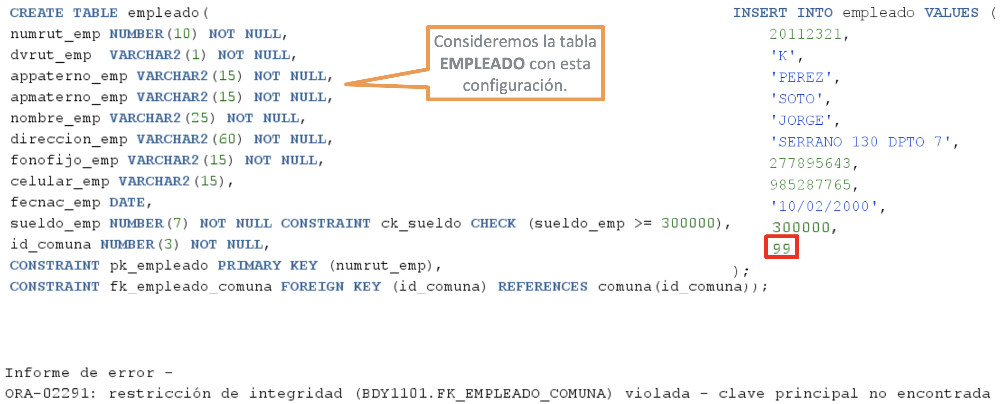 CREATE TABLE empleado(
numrut_emp NUMBER(10) NOT NULL,
dvrut_emp  VARCHAR2(1) NOT NULL,
appaterno_emp VARCHAR2(15) NOT NULL,
apmaterno_emp VARCHAR2(15) NOT NULL,
nombre_emp VARCHAR2(25) NOT NULL,
direccion_emp VARCHAR2(60) NOT NULL,
fonofijo_emp VARCHAR2(15) NOT NULL,
celular_emp VARCHAR2(15),
fecnac_emp DATE,
sueldo_emp NUMBER(7) NOT NULL CONSTRAINT ck_sueldo CHECK (sueldo_emp >= 300000),
id_comuna NUMBER(3) NOT NULL,
CONSTRAINT pk_empleado PRIMARY KEY (numrut_emp),
CONSTRAINT fk_empleado_comuna FOREIGN KEY (id_comuna) REFERENCES comuna(id_comuna));
Consideremos la tabla
EMPLEADO con esta
configuración.
INSERT INTO empleado VALUES (
20112321,
'K',
'PEREZ',
'SOTO',
'JORGE',
'SERRANO 130 DPTO 7',
277895643,
985287765,
'10/02/2000',
300000,
99
);
Informe de error -
ORA-02291: restricción de integridad (BDY1101.FK_EMPLEADO_COMUNA) violada - clave principal no encontrada